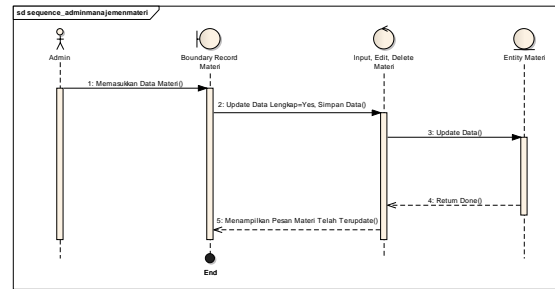 sd sequence_adminmanajemenmateri
Admin
Boundary Record
Materi
Input, Edit, Delete
Materi
Entity Materi
1: Memasukkan Data Materi()
2: Update Data Lengkap=Yes, Simpan Data()
3: Update Data()
4: Return Done()
5: Menampilkan Pesan Materi Telah Terupdate()
End